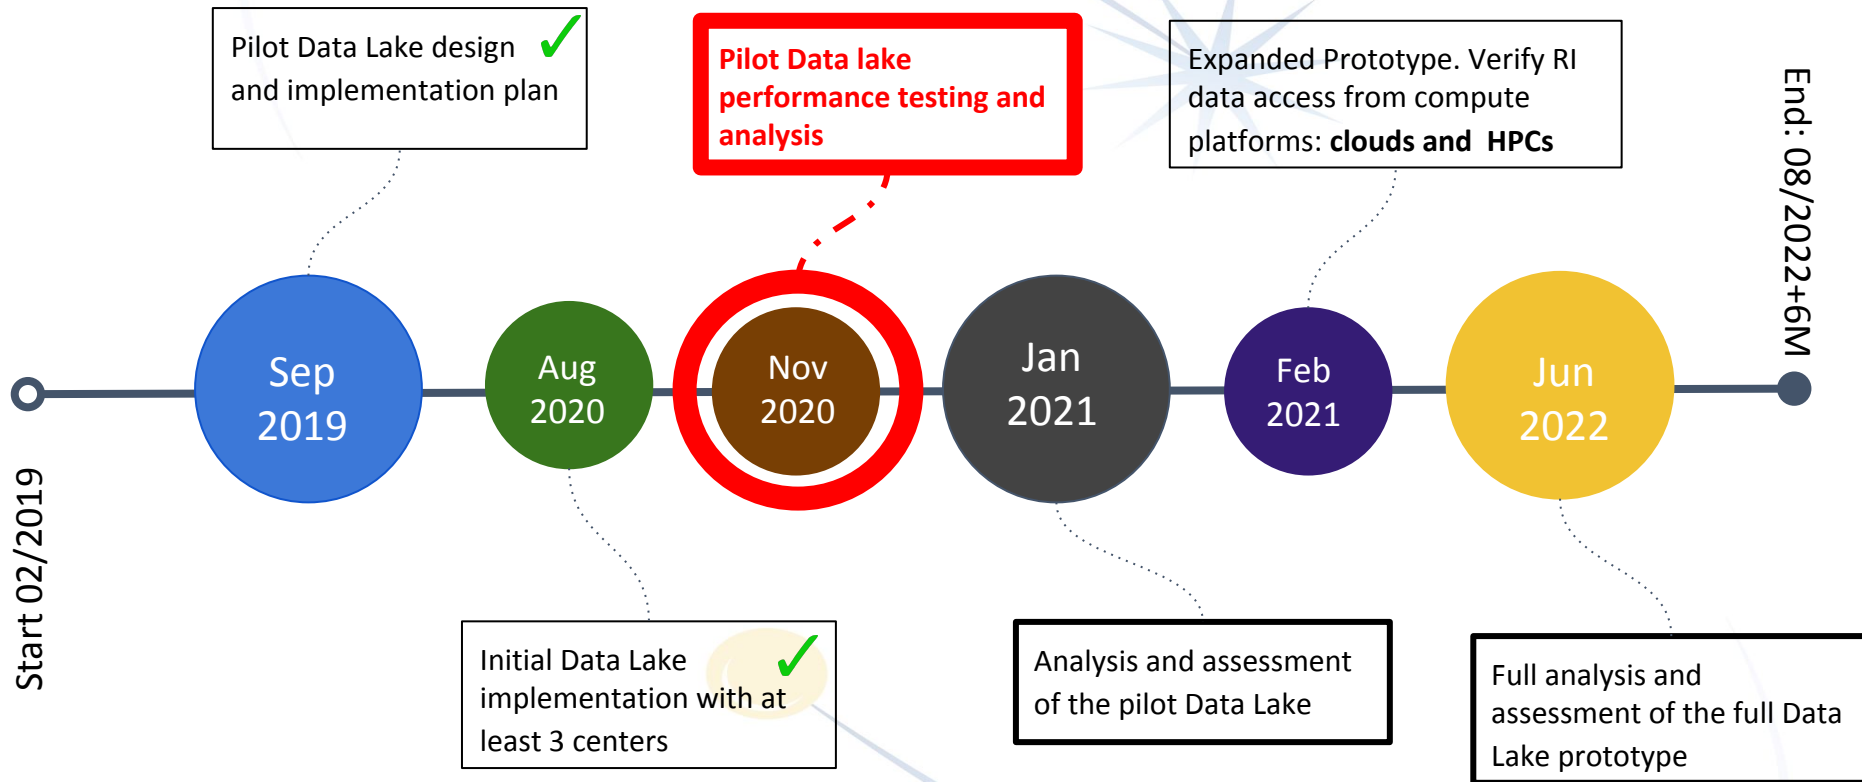 Pilot Data Lake design
and implementation plan
Pilot Data lake
performance testing and
analysis
Expanded Prototype. Verify RI
data access from compute
platforms: clouds and HPCs
Start 02/2019
Sep
2019
Aug
2020
Nov
2020
Jan
2021
Feb
2021
Jun
2022
End: 08/2022+6M
Initial Data Lake
implementation with at
least 3 centers
Analysis and assessment
of the pilot Data Lake
Full analysis and
assessment of the full Data
Lake prototype